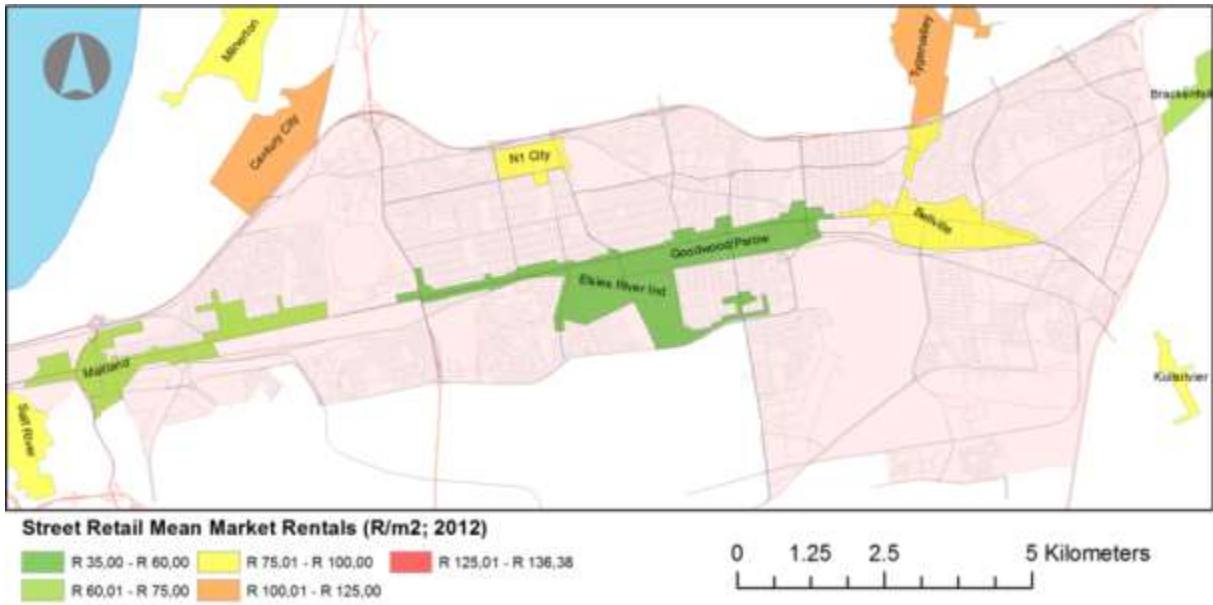 Milnerton
Tygervalley
Brackenfell
Century City
N1 City
Bellville
Goodwood/Parow
Elsies River Ind
Maitland
Kuilsrivier
Salt River
Street Retail Mean Market Rentals (R/m2; 2012)
R 35,00 - R 60,00
R 75,01 - R 100,00
R 125,01 - R 136,38
R 60,01 - R 75,00
R 100,01 - R 125,00
0 1.25 2.5 5 Kilometers